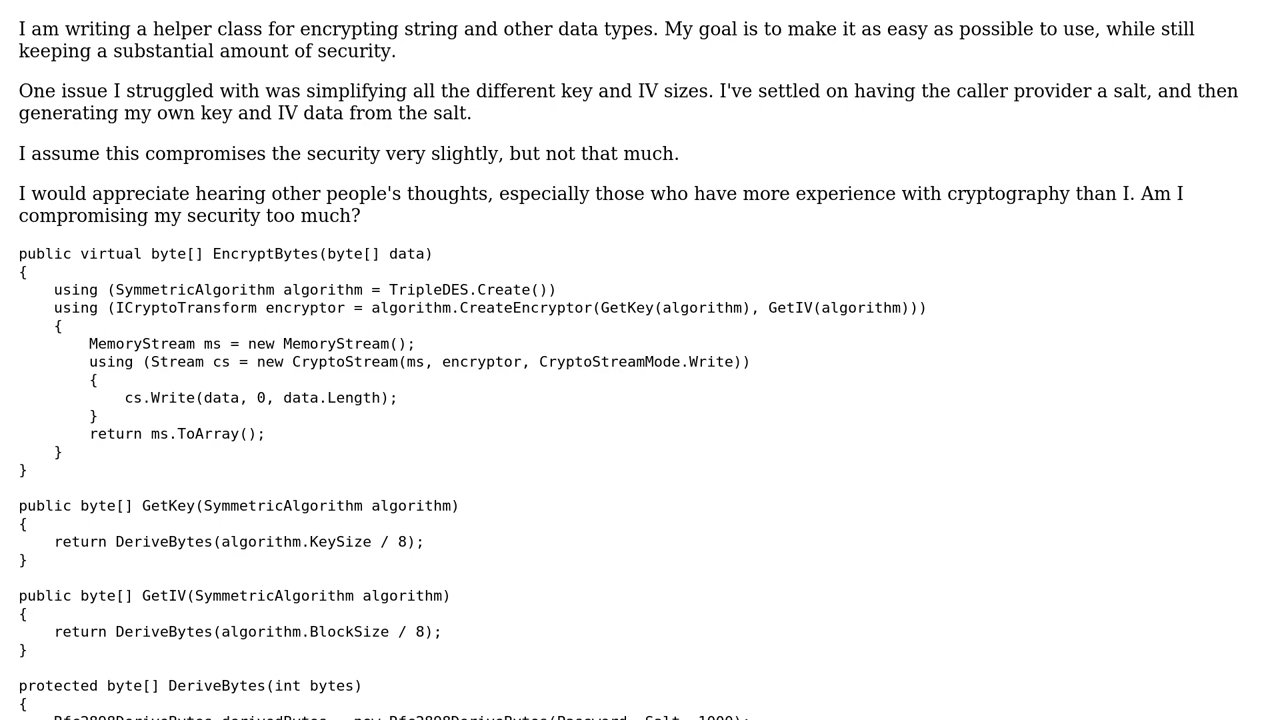 I am writing a helper class for encrypting string and other data types. My goal is to make it as easy as possible to use, while still
keeping a substantial amount of security.
One issue I struggled with was simplifying all the different key and IV sizes. I've settled on having the caller provider a salt, and then
generating my own key and IV data from the salt.
I assume this compromises the security very slightly, but not that much.
I would appreciate hearing other people's thoughts, especially those who have more experience with cryptography than I. Am I
compromising my security too much?
public virtual byte[] EncryptBytes(byte[] data)
{
    using (SymmetricAlgorithm algorithm = TripleDES.Create())
    using (ICryptoTransform encryptor = algorithm.CreateEncryptor(GetKey(algorithm), GetIV(algorithm)))
    {
        MemoryStream ms = new MemoryStream();
        using (Stream cs = new CryptoStream(ms, encryptor, CryptoStreamMode.Write))
        {
            cs.Write(data, 0, data.Length);
        }
        return ms.ToArray();
    }
}
public byte[] GetKey(SymmetricAlgorithm algorithm)
{
    return DeriveBytes(algorithm.KeySize / 8);
}
public byte[] GetIV(SymmetricAlgorithm algorithm)
{
    return DeriveBytes(algorithm.BlockSize / 8);
}
protected byte[] DeriveBytes(int bytes)
{
    Rfc2898DeriveBytes derivedBytes = new Rfc2898DeriveBytes(Password, Salt, 1000);